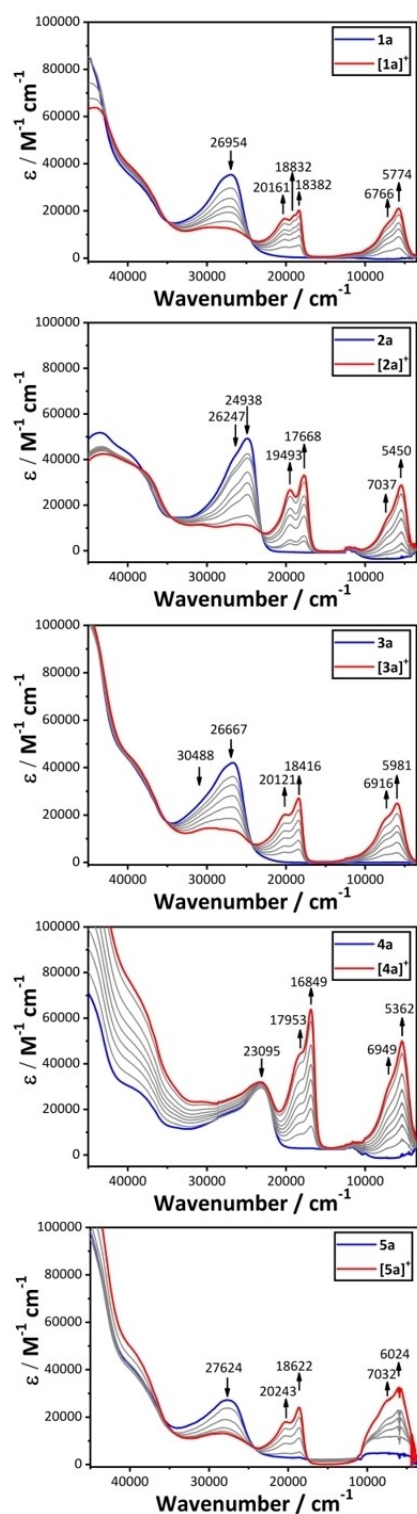 1a
[1a]⁺
100000
80000
60000
40000
20000
0
ε / M⁻¹ cm⁻¹
26954
20161
18832
18382
6766
5774
40000 30000 20000 10000
Wavenumber / cm⁻¹
2a
[2a]⁺
100000
80000
60000
40000
20000
0
ε / M⁻¹ cm⁻¹
26247
24938
19493
17668
7037
5450
40000 30000 20000 10000
Wavenumber / cm⁻¹
3a
[3a]⁺
100000
80000
60000
40000
20000
0
ε / M⁻¹ cm⁻¹
30488
26667
20121
18416
6916
5981
40000 30000 20000 10000
Wavenumber / cm⁻¹
4a
[4a]⁺
100000
80000
60000
40000
20000
0
ε / M⁻¹ cm⁻¹
23095
17953
16849
6949
5362
40000 30000 20000 10000
Wavenumber / cm⁻¹
5a
[5a]⁺
100000
80000
60000
40000
20000
0
ε / M⁻¹ cm⁻¹
27624
20243
18622
7032
6024
40000 30000 20000 10000
Wavenumber / cm⁻¹